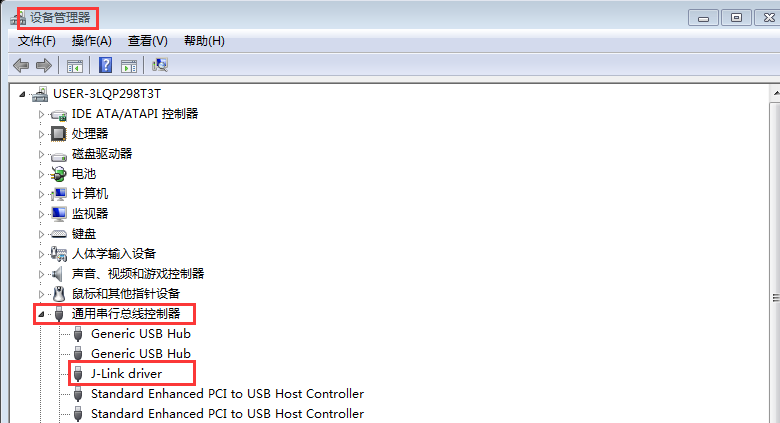 设备管理器
文件(F) 操作(A) 查看(V) 帮助(H)
USER-3LQP298T3T
IDE ATA/ATAPI 控制器
处理器
磁盘驱动器
电池
计算机
监视器
键盘
人体学输入设备
声音、视频和游戏控制器
鼠标和其他指针设备
通用串行总线控制器
Generic USB Hub
Generic USB Hub
J-Link driver
Standard Enhanced PCI to USB Host Controller
Standard Enhanced PCI to USB Host Controller